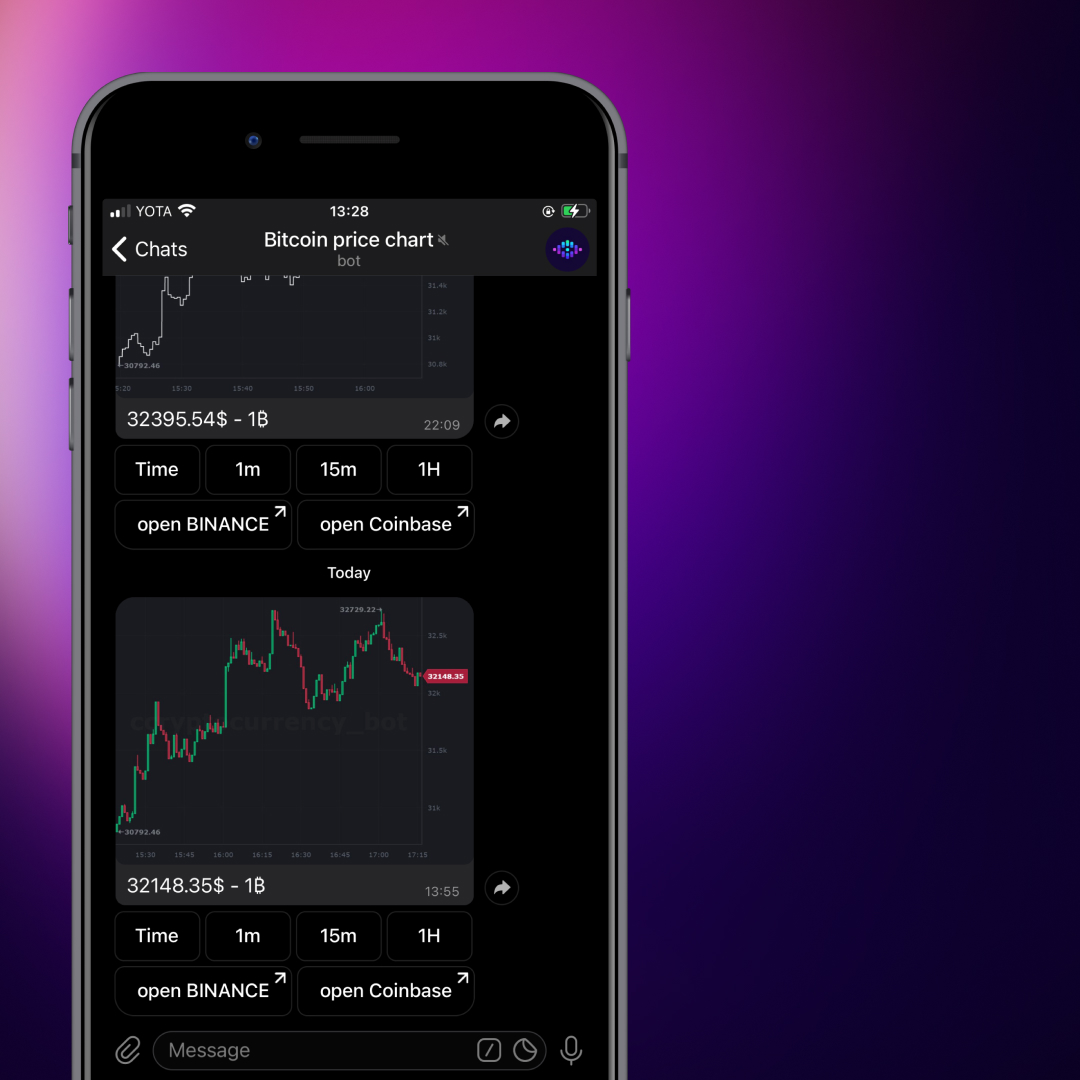 YOTA 13:28
Chats Bitcoin price chart
bot
31.4k
31.2k
31k
30.8k
30792.46
5:20 15:30 15:40 15:50 16:00
32395.54$ - 1₿ 22:09
Time 1m 15m 1H
open BINANCE open Coinbase
Today
32729.22
32.5k
32148.35
32k
31.5k
31k
30792.46
15:30 15:45 16:00 16:15 16:30 16:45 17:00 17:15
32148.35$ - 1₿ 13:55
Time 1m 15m 1H
open BINANCE open Coinbase
Message